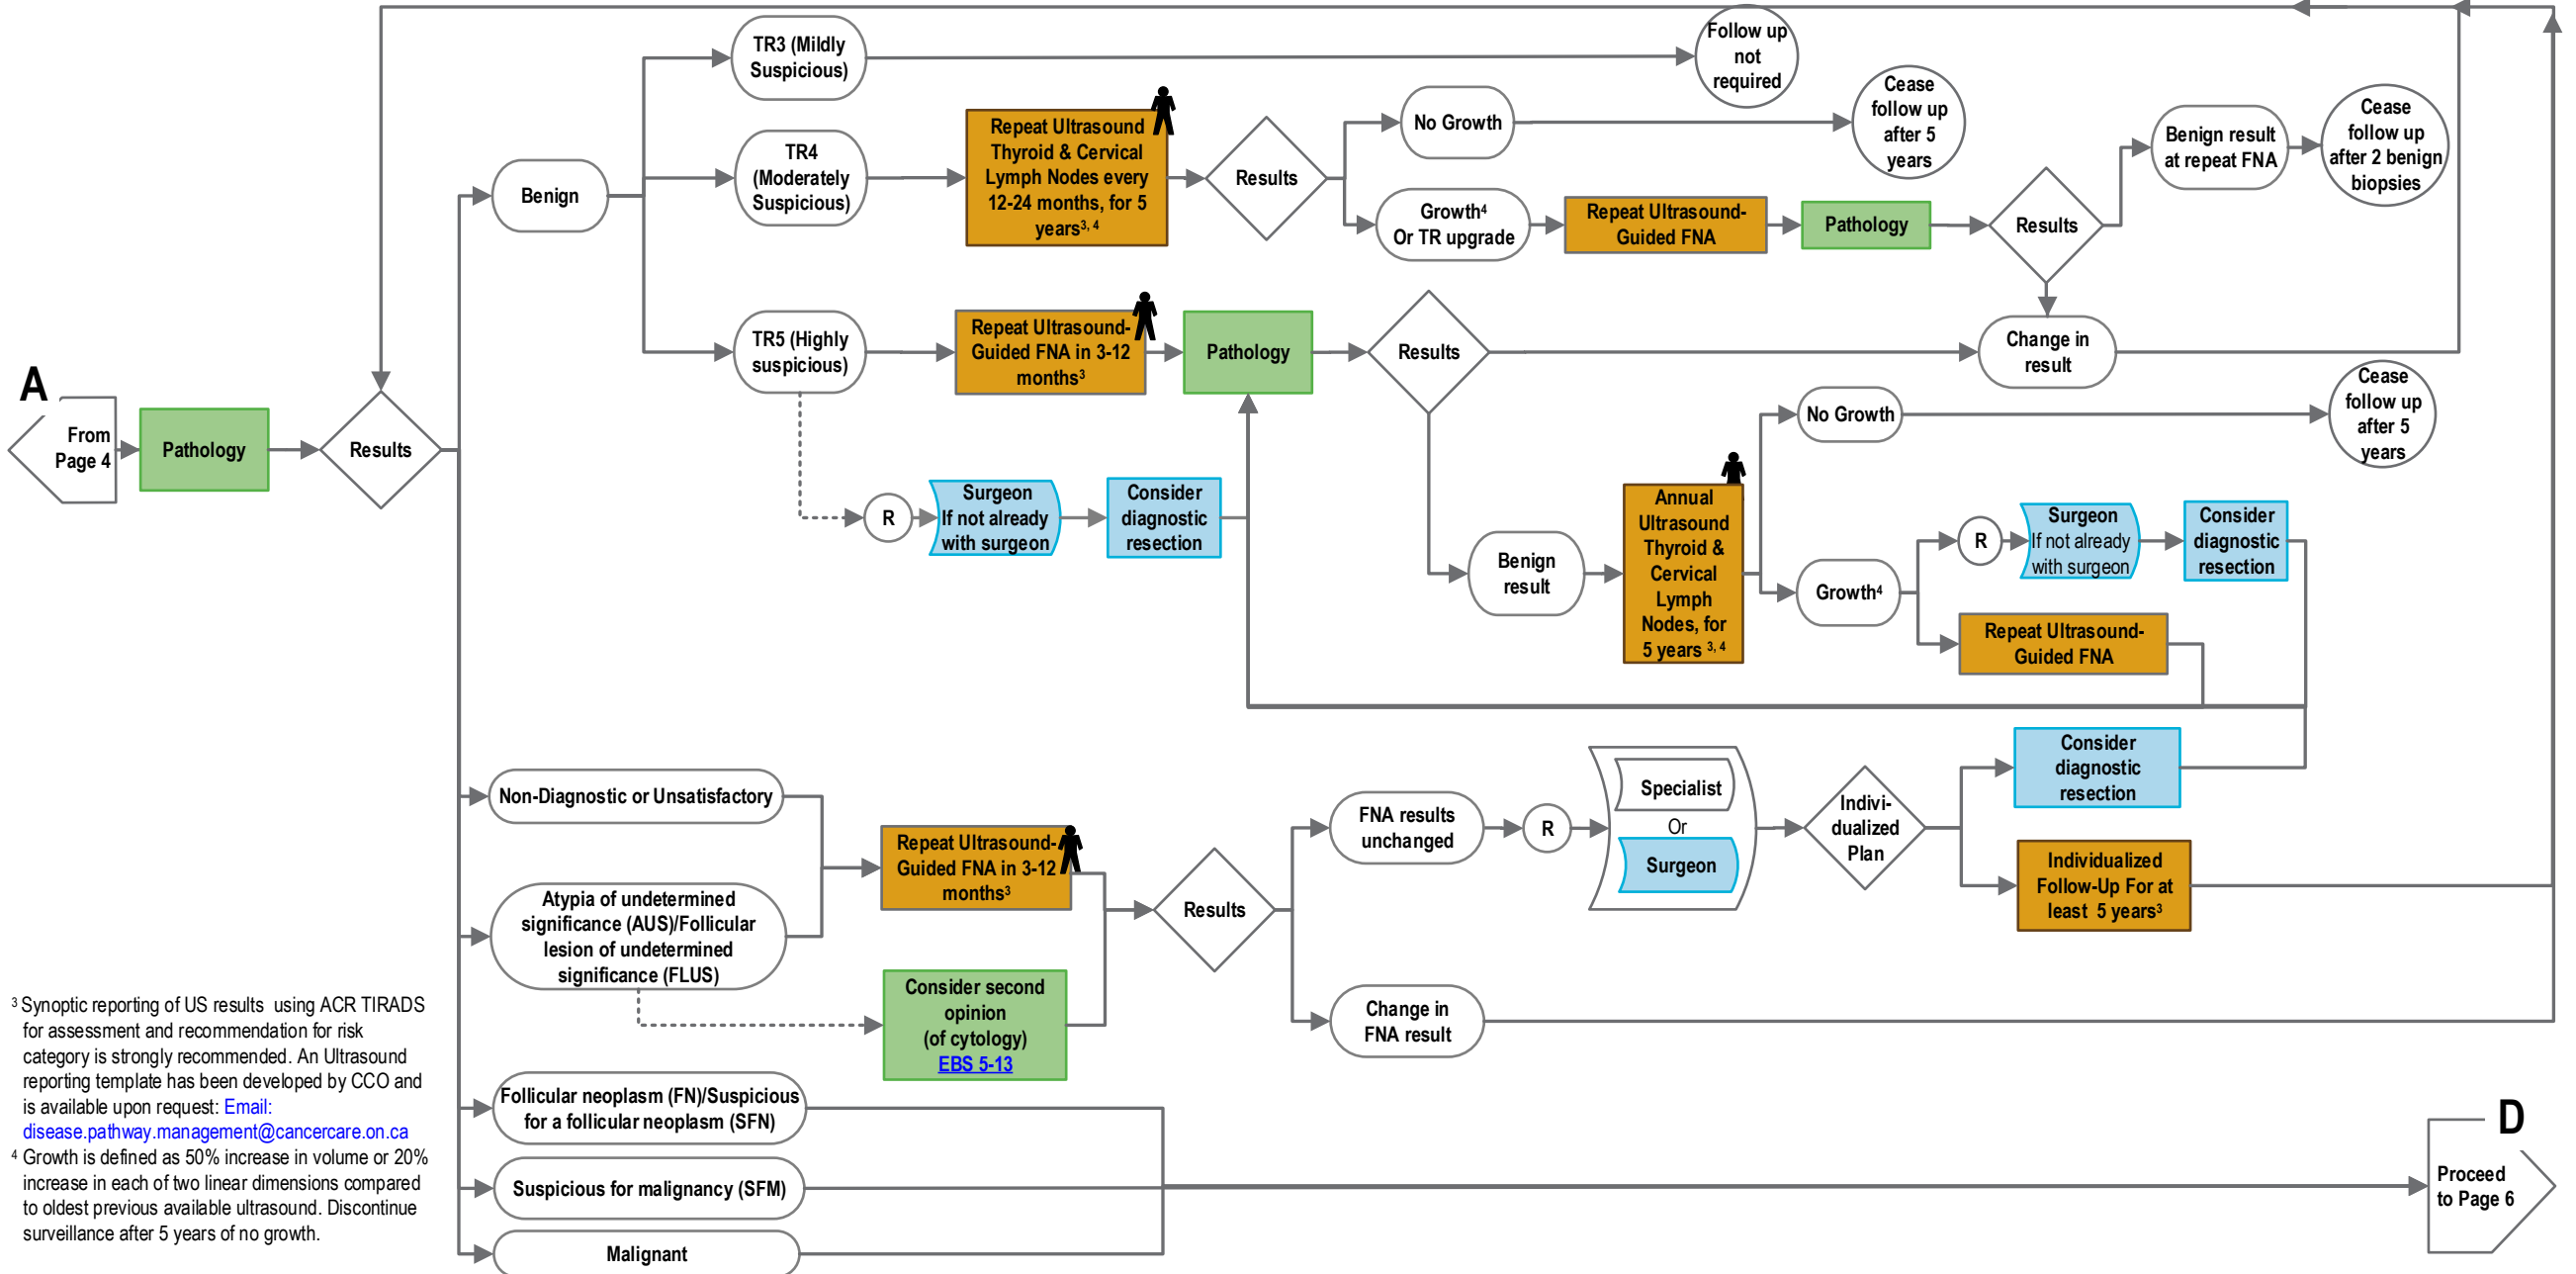 A
From
Page 4
Pathology
Results
Benign
TR3 (Mildly
Suspicious)
Follow up
not
required
TR4
(Moderately
Suspicious)
Repeat Ultrasound
Thyroid & Cervical
Lymph Nodes every
12-24 months, for 5
years3, 4
Results
No Growth
Cease
follow up
after 5
years
Growth4
Or TR upgrade
Repeat Ultrasound-
Guided FNA
Pathology
Results
Benign result
at repeat FNA
Cease
follow up
after 2 benign
biopsies
TR5 (Highly
suspicious)
Repeat Ultrasound-
Guided FNA in 3-12
months3
Pathology
Results
Change in
result
R
Surgeon
If not already
with surgeon
Consider
diagnostic
resection
Benign
result
Annual
Ultrasound
Thyroid &
Cervical
Lymph
Nodes, for
5 years 3, 4
No Growth
Cease
follow up
after 5
years
Growth4
R
Surgeon
If not already
with surgeon
Consider
diagnostic
resection
Repeat Ultrasound-
Guided FNA
Non-Diagnostic or Unsatisfactory
Atypia of undetermined
significance (AUS)/Follicular
lesion of undetermined
significance (FLUS)
Repeat Ultrasound-
Guided FNA in 3-12
months3
Consider second
opinion
(of cytology)
EBS 5-13
Results
FNA results
unchanged
R
Specialist
Or
Surgeon
Indivi-
dualized
Plan
Consider
diagnostic
resection
Individualized
Follow-Up For at
least 5 years3
Change in
FNA result
Follicular neoplasm (FN)/Suspicious
for a follicular neoplasm (SFN)
Suspicious for malignancy (SFM)
Malignant
D
Proceed
to Page 6
3 Synoptic reporting of US results using ACR TIRADS
for assessment and recommendation for risk
category is strongly recommended. An Ultrasound
reporting template has been developed by CCO and
is available upon request: Email:
disease.pathway.management@cancercare.on.ca
4 Growth is defined as 50% increase in volume or 20%
increase in each of two linear dimensions compared
to oldest previous available ultrasound. Discontinue
surveillance after 5 years of no growth.